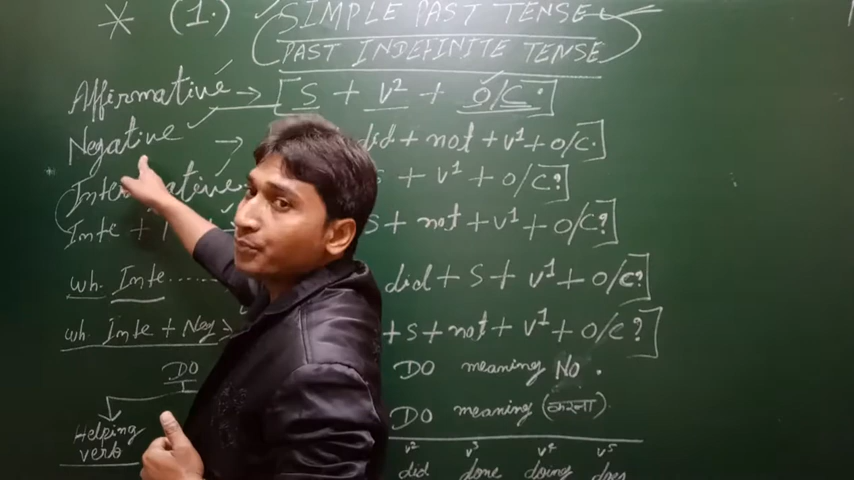 * (1.) SIMPLE PAST TENSE
PAST INDEFINITE TENSE
Affirmative → [S + V² + O/C.]
Negative → did + not + V¹ + O/C.]
S + V¹ + O/C?]
Inte + S + not + V¹ + O/C?]
wh. Inte ........ did + S + V¹ + O/C?]
wh. Inte + Neg → + S + not + V¹ + O/C?]
DO DO meaning No.
DO meaning (करना)
Helping verb
V² V³ V⁴ V⁵
did done doing does